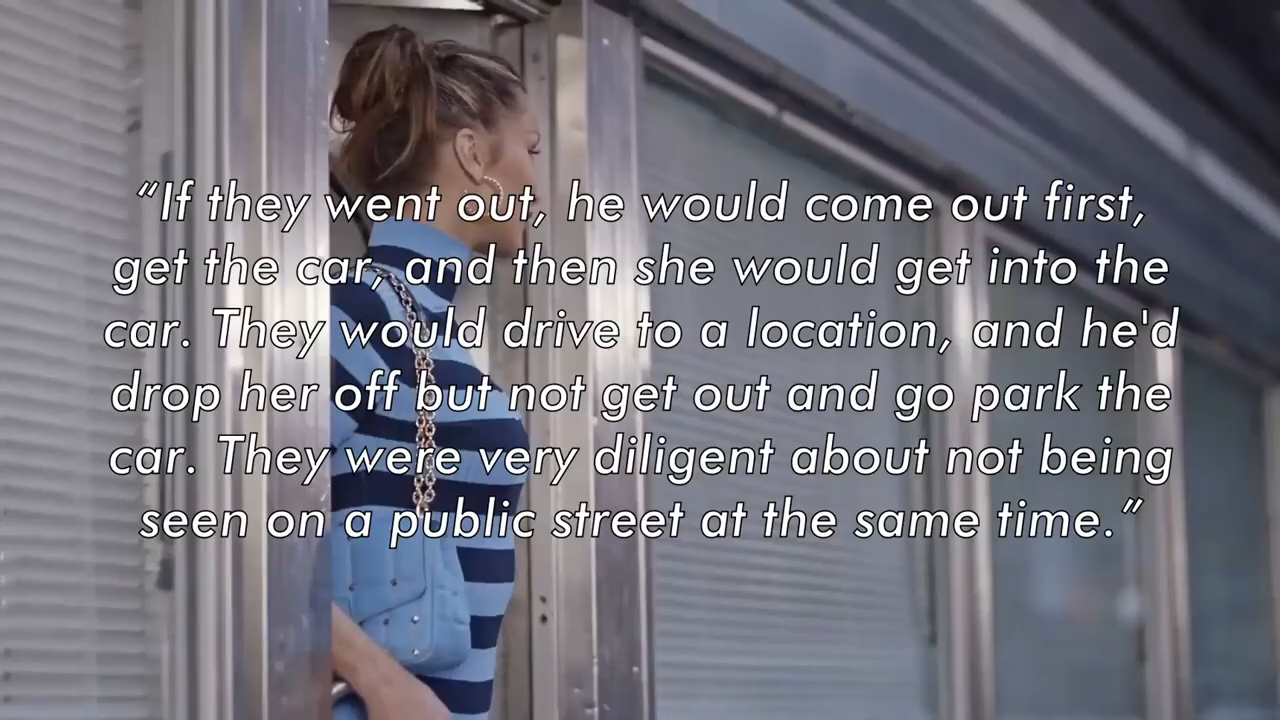 “If they went out, he would come out first,
get the car, and then she would get into the
car. They would drive to a location, and he'd
drop her off but not get out and go park the
car. They were very diligent about not being
seen on a public street at the same time.”